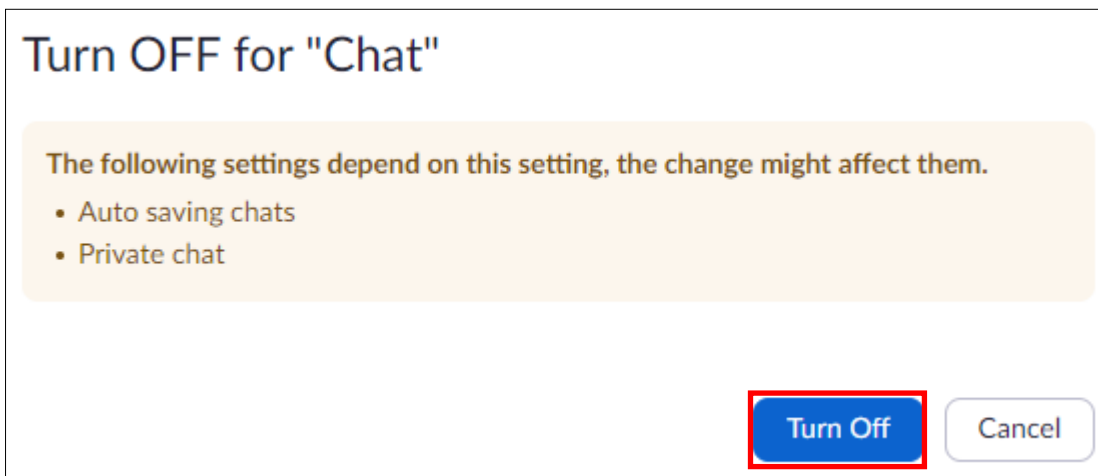 Turn OFF for "Chat"
The following settings depend on this setting, the change might affect them.
• Auto saving chats
• Private chat
Turn Off
Cancel